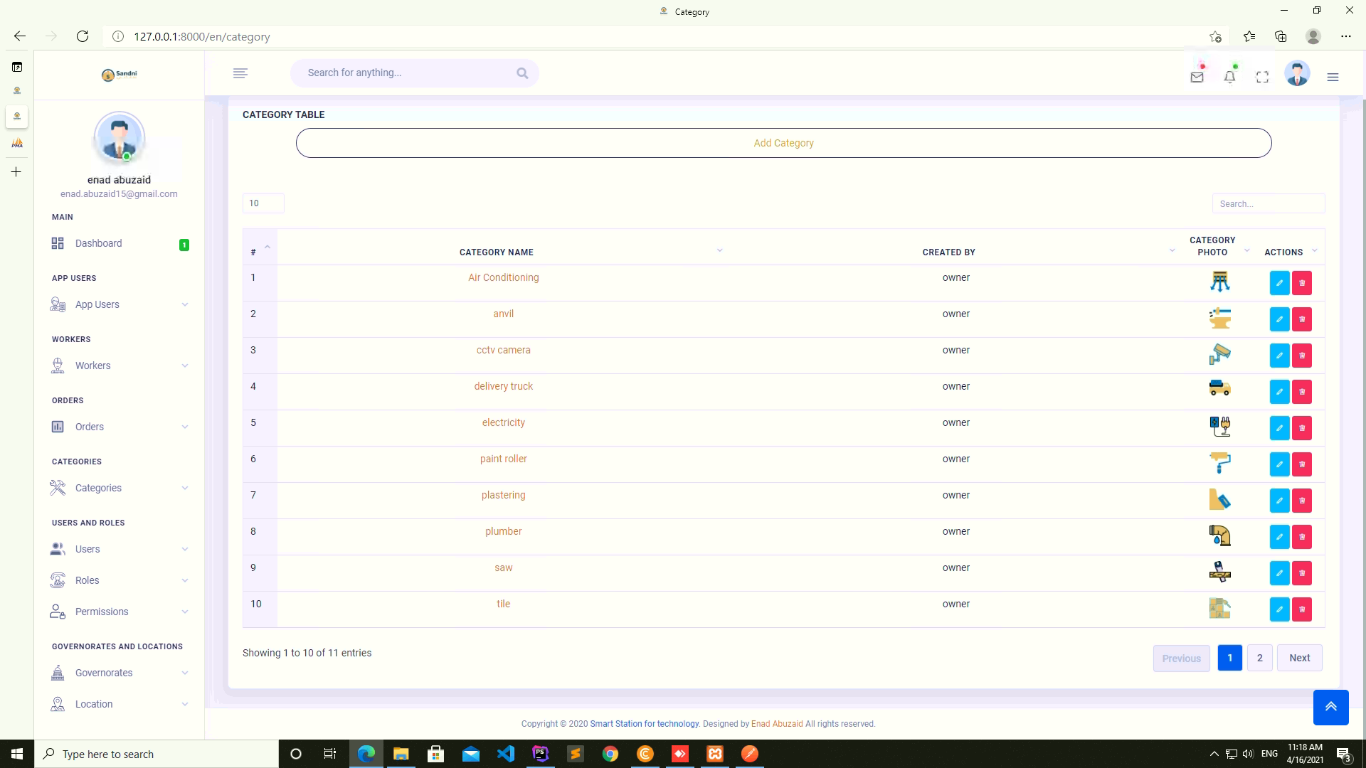 Category
127.0.0.1:8000/en/category
Sandni
Search for anything...
enad abuzaid
enad.abuzaid15@gmail.com
MAIN
Dashboard
1
APP USERS
App Users
WORKERS
Workers
ORDERS
Orders
CATEGORIES
Categories
USERS AND ROLES
Users
Roles
Permissions
GOVERNORATES AND LOCATIONS
Governorates
Location
CATEGORY TABLE
Add Category
10
Search...
# CATEGORY NAME CREATED BY CATEGORY PHOTO ACTIONS
1 Air Conditioning owner
2 anvil owner
3 cctv camera owner
4 delivery truck owner
5 electricity owner
6 paint roller owner
7 plastering owner
8 plumber owner
9 saw owner
10 tile owner
Showing 1 to 10 of 11 entries
Previous 1 2 Next
Copyright © 2020 Smart Station for technology. Designed by Enad Abuzaid All rights reserved.
Type here to search
PS
ENG
11:18 AM
4/16/2021
3